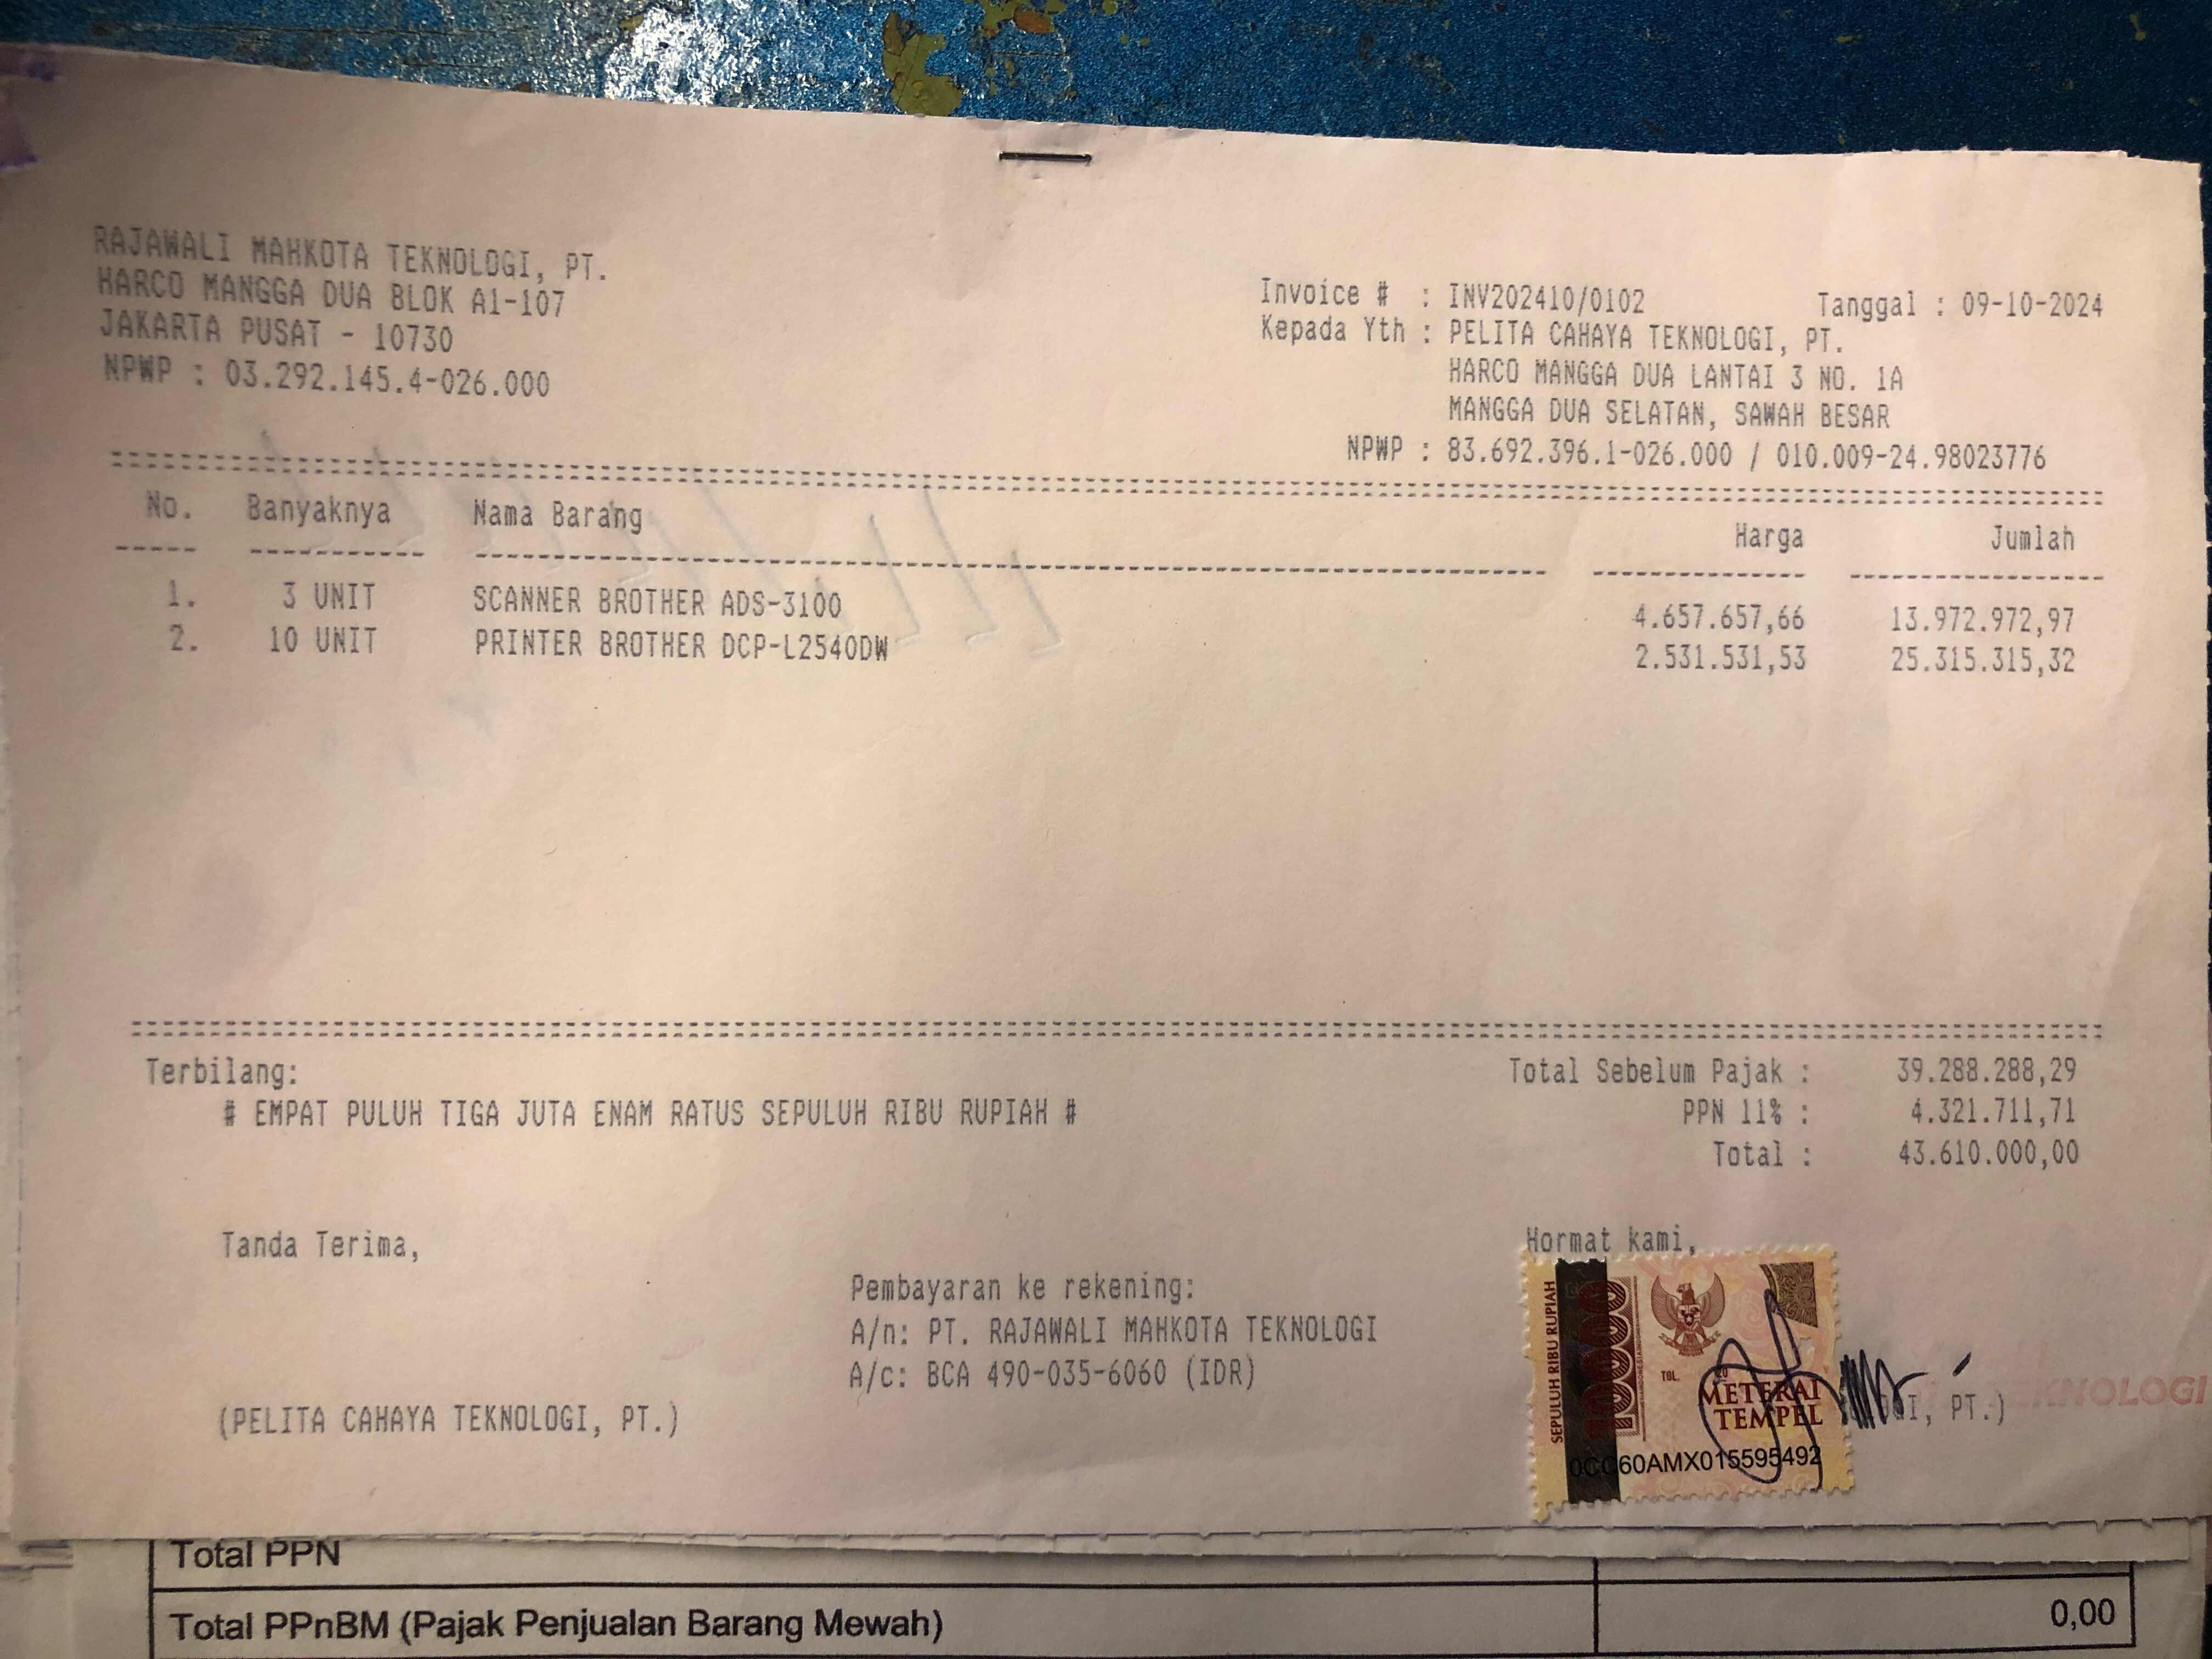 RAJAWALI MAHKOTA TEKNOLOGI, PT.
HARCO MANGGA DUA BLOK A1-107
JAKARTA PUSAT - 10730
NPWP : 03.292.145.4-026.000
Invoice # : INV202410/0102 Tanggal : 09-10-2024
Kepada Yth : PELITA CAHAYA TEKNOLOGI, PT.
HARCO MANGGA DUA LANTAI 3 NO. 1A
MANGGA DUA SELATAN, SAWAH BESAR
NPWP : 83.692.396.1-026.000 / 010.009-24.98023776
No. Banyaknya Nama Barang Harga Jumlah
1. 3 UNIT SCANNER BROTHER ADS-3100 4.657.657,66 13.972.972,97
2. 10 UNIT PRINTER BROTHER DCP-L2540DW 2.531.531,53 25.315.315,32
Terbilang:
# EMPAT PULUH TIGA JUTA ENAM RATUS SEPULUH RIBU RUPIAH #
Total Sebelum Pajak : 39.288.288,29
PPN 11% : 4.321.711,71
Total : 43.610.000,00
Tanda Terima,
(PELITA CAHAYA TEKNOLOGI, PT.)
Pembayaran ke rekening:
A/n: PT. RAJAWALI MAHKOTA TEKNOLOGI
A/c: BCA 490-035-6060 (IDR)
Hormat kami,
SEPULUH RIBU RUPIAH
10000
TGL. 20
METERAI
TEMPEL
0CC60AMX015595492
GI, PT.)
TEKNOLOGI
Total PPN
Total PPnBM (Pajak Penjualan Barang Mewah) 0,00